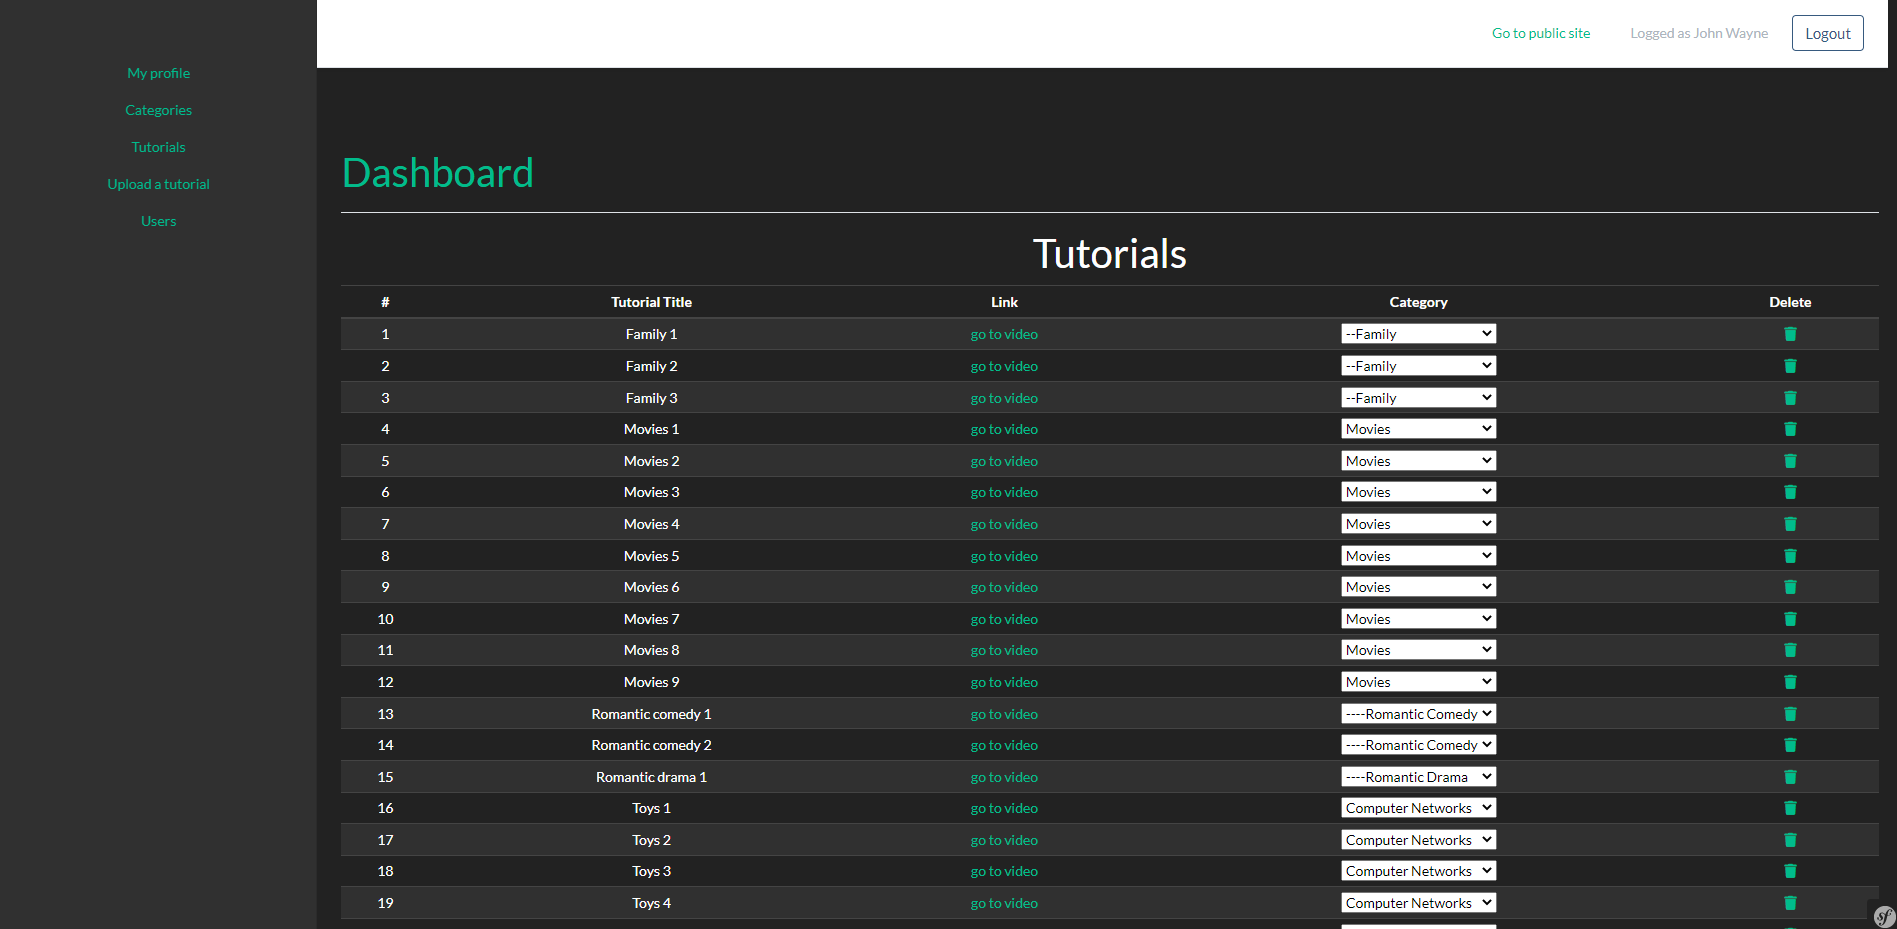 Go to public site Logged as John Wayne Logout
My profile
Categories
Tutorials
Upload a tutorial
Users
Dashboard
Tutorials
# Tutorial Title Link Category Delete
1 Family 1 go to video --Family
2 Family 2 go to video --Family
3 Family 3 go to video --Family
4 Movies 1 go to video Movies
5 Movies 2 go to video Movies
6 Movies 3 go to video Movies
7 Movies 4 go to video Movies
8 Movies 5 go to video Movies
9 Movies 6 go to video Movies
10 Movies 7 go to video Movies
11 Movies 8 go to video Movies
12 Movies 9 go to video Movies
13 Romantic comedy 1 go to video ----Romantic Comedy
14 Romantic comedy 2 go to video ----Romantic Comedy
15 Romantic drama 1 go to video ----Romantic Drama
16 Toys 1 go to video Computer Networks
17 Toys 2 go to video Computer Networks
18 Toys 3 go to video Computer Networks
19 Toys 4 go to video Computer Networks
sf